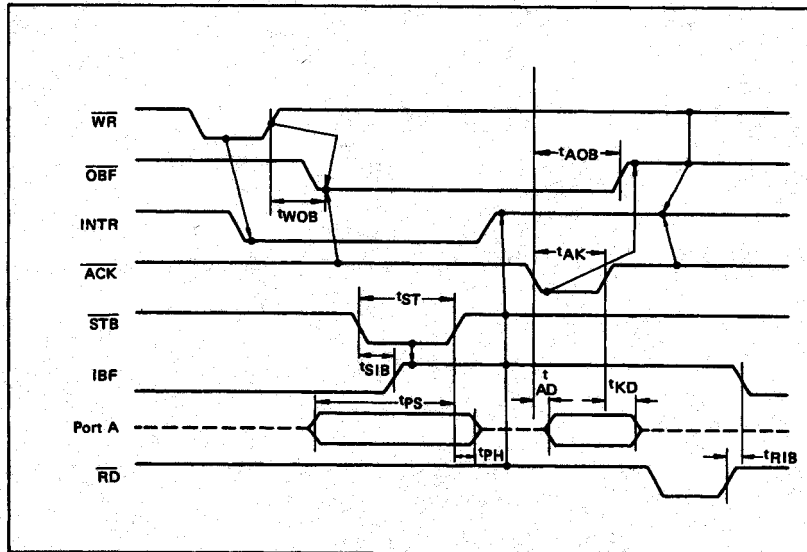 WR
tAOB
OBF
tWOB
INTR
tAK
ACK
tST
STB
tSIB
IBF
tAD
tKD
tPS
Port A
tPH
tRIB
RD